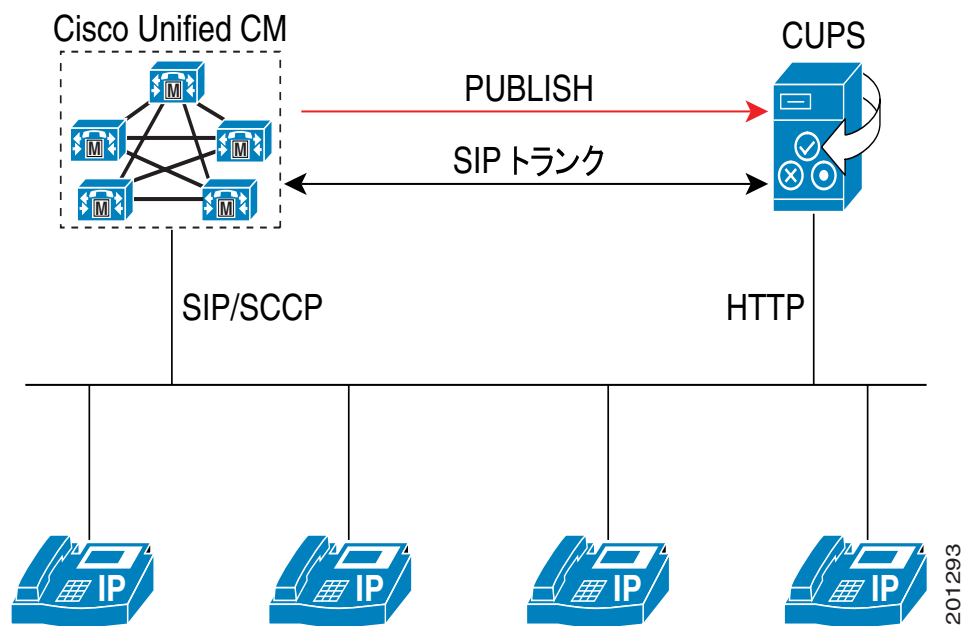 Cisco Unified CM
CUPS
M
M
M
M
M
PUBLISH
SIP トランク
SIP/SCCP
HTTP
IP
IP
IP
IP
201293